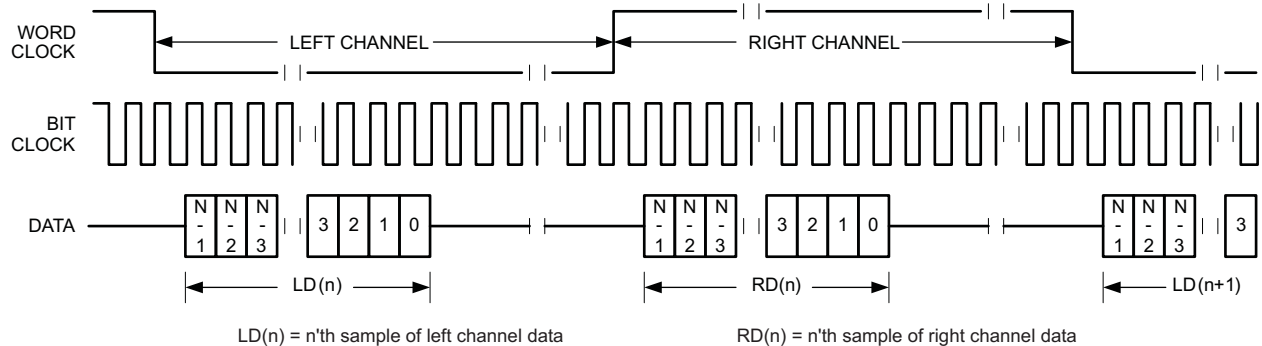 WORD
CLOCK
LEFT CHANNEL
RIGHT CHANNEL
BIT
CLOCK
DATA
N
-
1
N
-
2
N
-
3
3
2
1
0
N
-
1
N
-
2
N
-
3
3
2
1
0
N
-
1
N
-
2
N
-
3
3
LD(n)
RD(n)
LD(n+1)
LD(n) = n'th sample of left channel data
RD(n) = n'th sample of right channel data